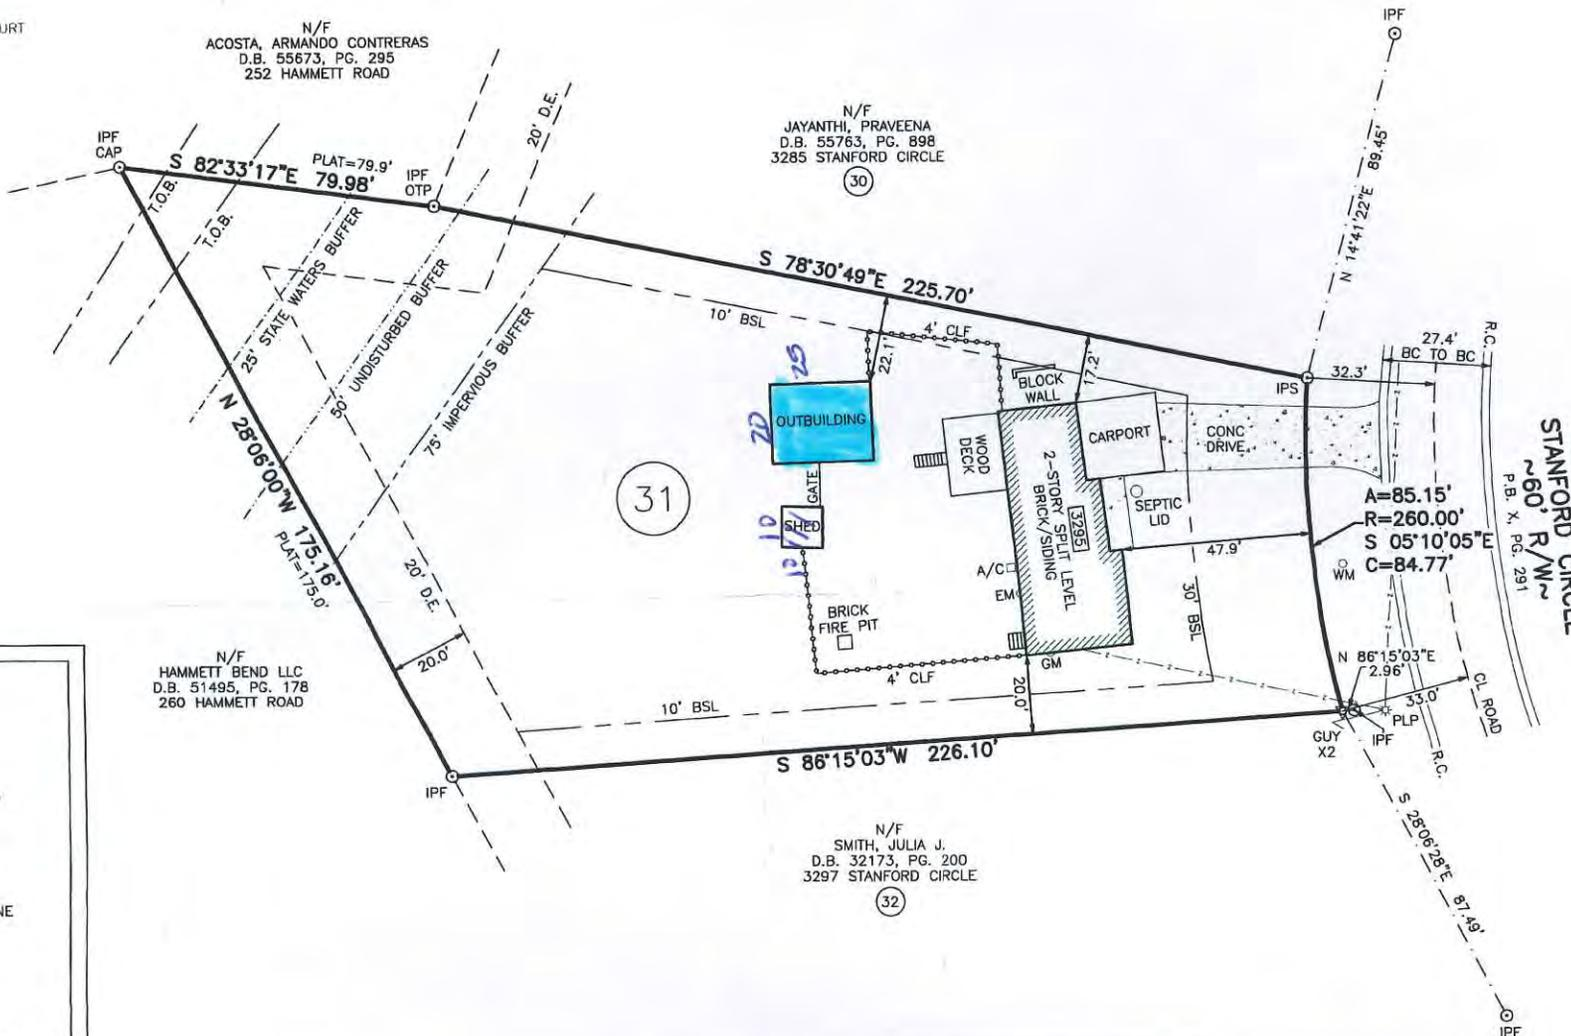 URT
N/F
ACOSTA, ARMANDO CONTRERAS
D.B. 55673, PG. 295
252 HAMMETT ROAD
IPF
N/F
JAYANTHI, PRAVEENA
D.B. 55763, PG. 898
3285 STANFORD CIRCLE
30
N 14°41'22"E 89.45'
IPF
CAP
S 82°33'17"E 79.98'
PLAT=79.9'
IPF
OTP
20' D.E.
T.O.B.
T.O.B.
25' STATE WATERS BUFFER
50' UNDISTURBED BUFFER
75' IMPERVIOUS BUFFER
S 78°30'49"E 225.70'
10' BSL
4' CLF
22.1'
17.2'
25
20
OUTBUILDING
BLOCK
WALL
WOOD
DECK
CARPORT
CONC
DRIVE
IPS
32.3'
27.4'
BC TO BC
R.C.
STANFORD CIRCLE
~60' R/W~
P.B. X, PG. 291
N 28°06'00"W 175.16'
PLAT=175.0'
31
GATE
SHED
10
10
2-STORY SPLIT LEVEL
BRICK/SIDING
3295
SEPTIC
LID
A=85.15'
R=260.00'
S 05°10'05"E
C=84.77'
47.9'
WM
A/C
EM
30' BSL
20' D.E.
BRICK
FIRE PIT
N/F
HAMMETT BEND LLC
D.B. 51495, PG. 178
260 HAMMETT ROAD
20.0'
4' CLF
GM
20.0'
10' BSL
N 86°15'03"E
2.96'
33.0'
CL ROAD
GUY
X2
IPF
PLP
R.C.
IPF
S 86°15'03"W 226.10'
N/F
SMITH, JULIA J.
D.B. 32173, PG. 200
3297 STANFORD CIRCLE
32
S 28°06'28"E 87.49'
NE
IPF